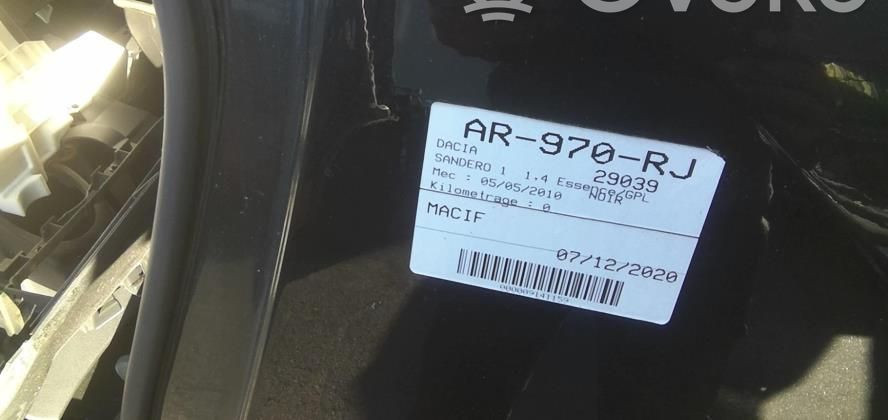 AR-970-RJ
DACIA 29039
SANDERO 1 1.4 Essence/GPL
Mec : 05/05/2010 NOIR
Kilometrage : 0
MACIF
07/12/2020
000009141159